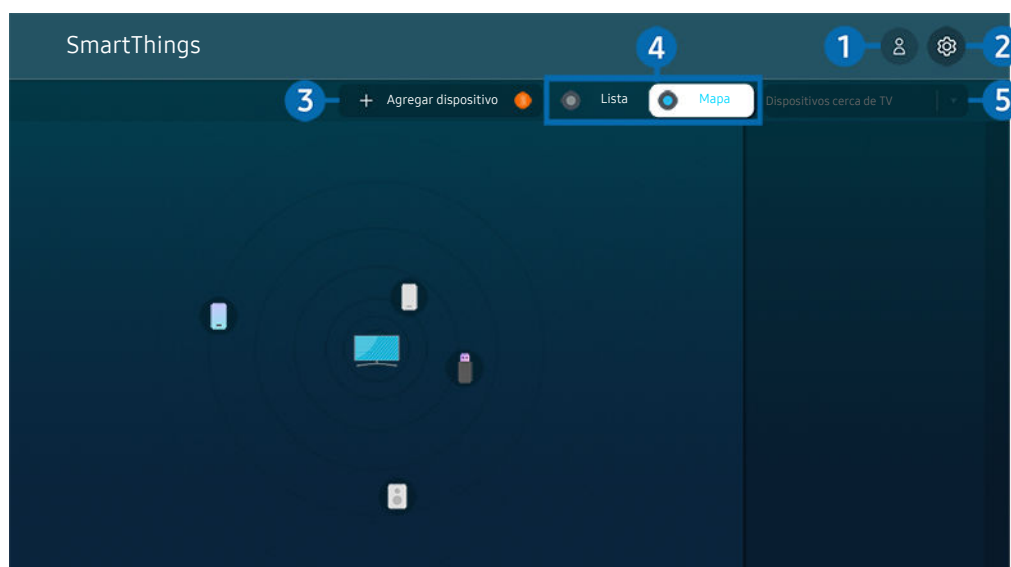 SmartThings
4
1
2
3
+ Agregar dispositivo
Lista
Mapa
Dispositivos cerca de TV
5